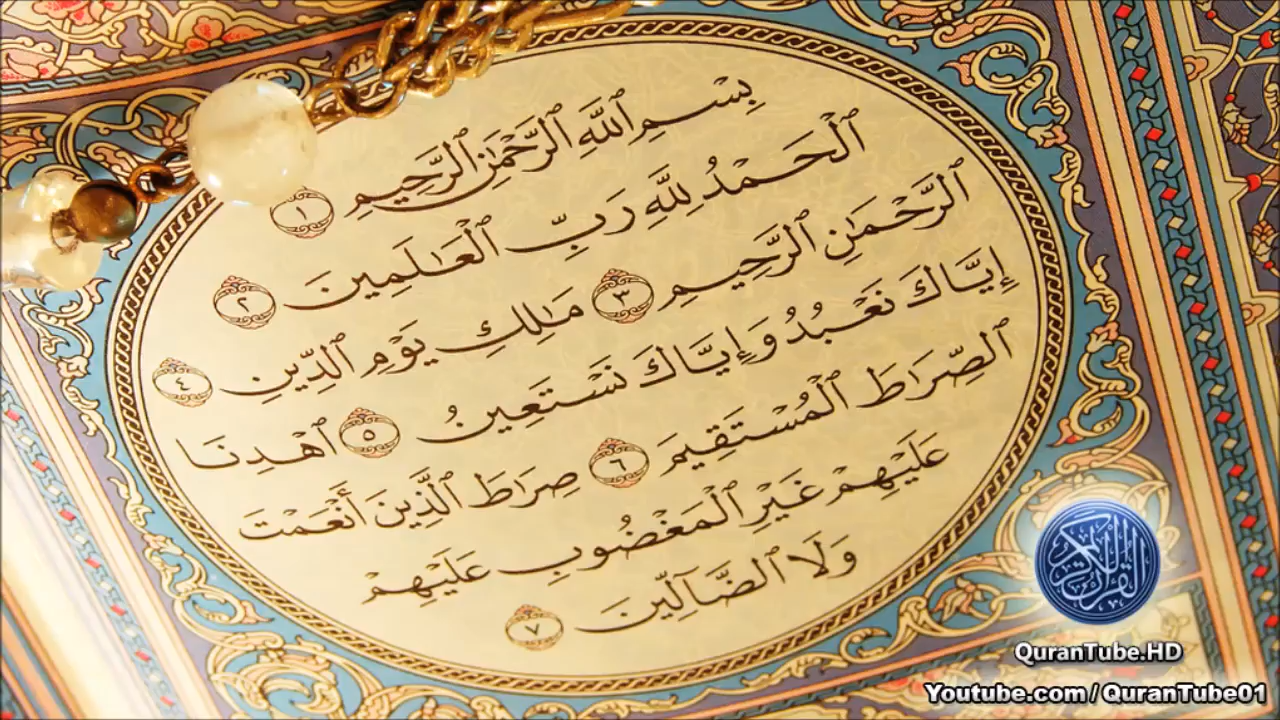 بِسْمِ ٱللَّهِ ٱلرَّحْمَٰنِ ٱلرَّحِيمِ ١
ٱلْحَمْدُ لِلَّهِ رَبِّ ٱلْعَٰلَمِينَ ٢
ٱلرَّحْمَٰنِ ٱلرَّحِيمِ ٣ مَٰلِكِ يَوْمِ ٱلدِّينِ ٤
إِيَّاكَ نَعْبُدُ وَإِيَّاكَ نَسْتَعِينُ ٥ ٱهْدِنَا
ٱلصِّرَٰطَ ٱلْمُسْتَقِيمَ ٦ صِرَٰطَ ٱلَّذِينَ أَنْعَمْتَ
عَلَيْهِمْ غَيْرِ ٱلْمَغْضُوبِ عَلَيْهِمْ
وَلَا ٱلضَّآلِّينَ ٧
القرآن الكريم
QuranTube.HD
Youtube.com / QuranTube01